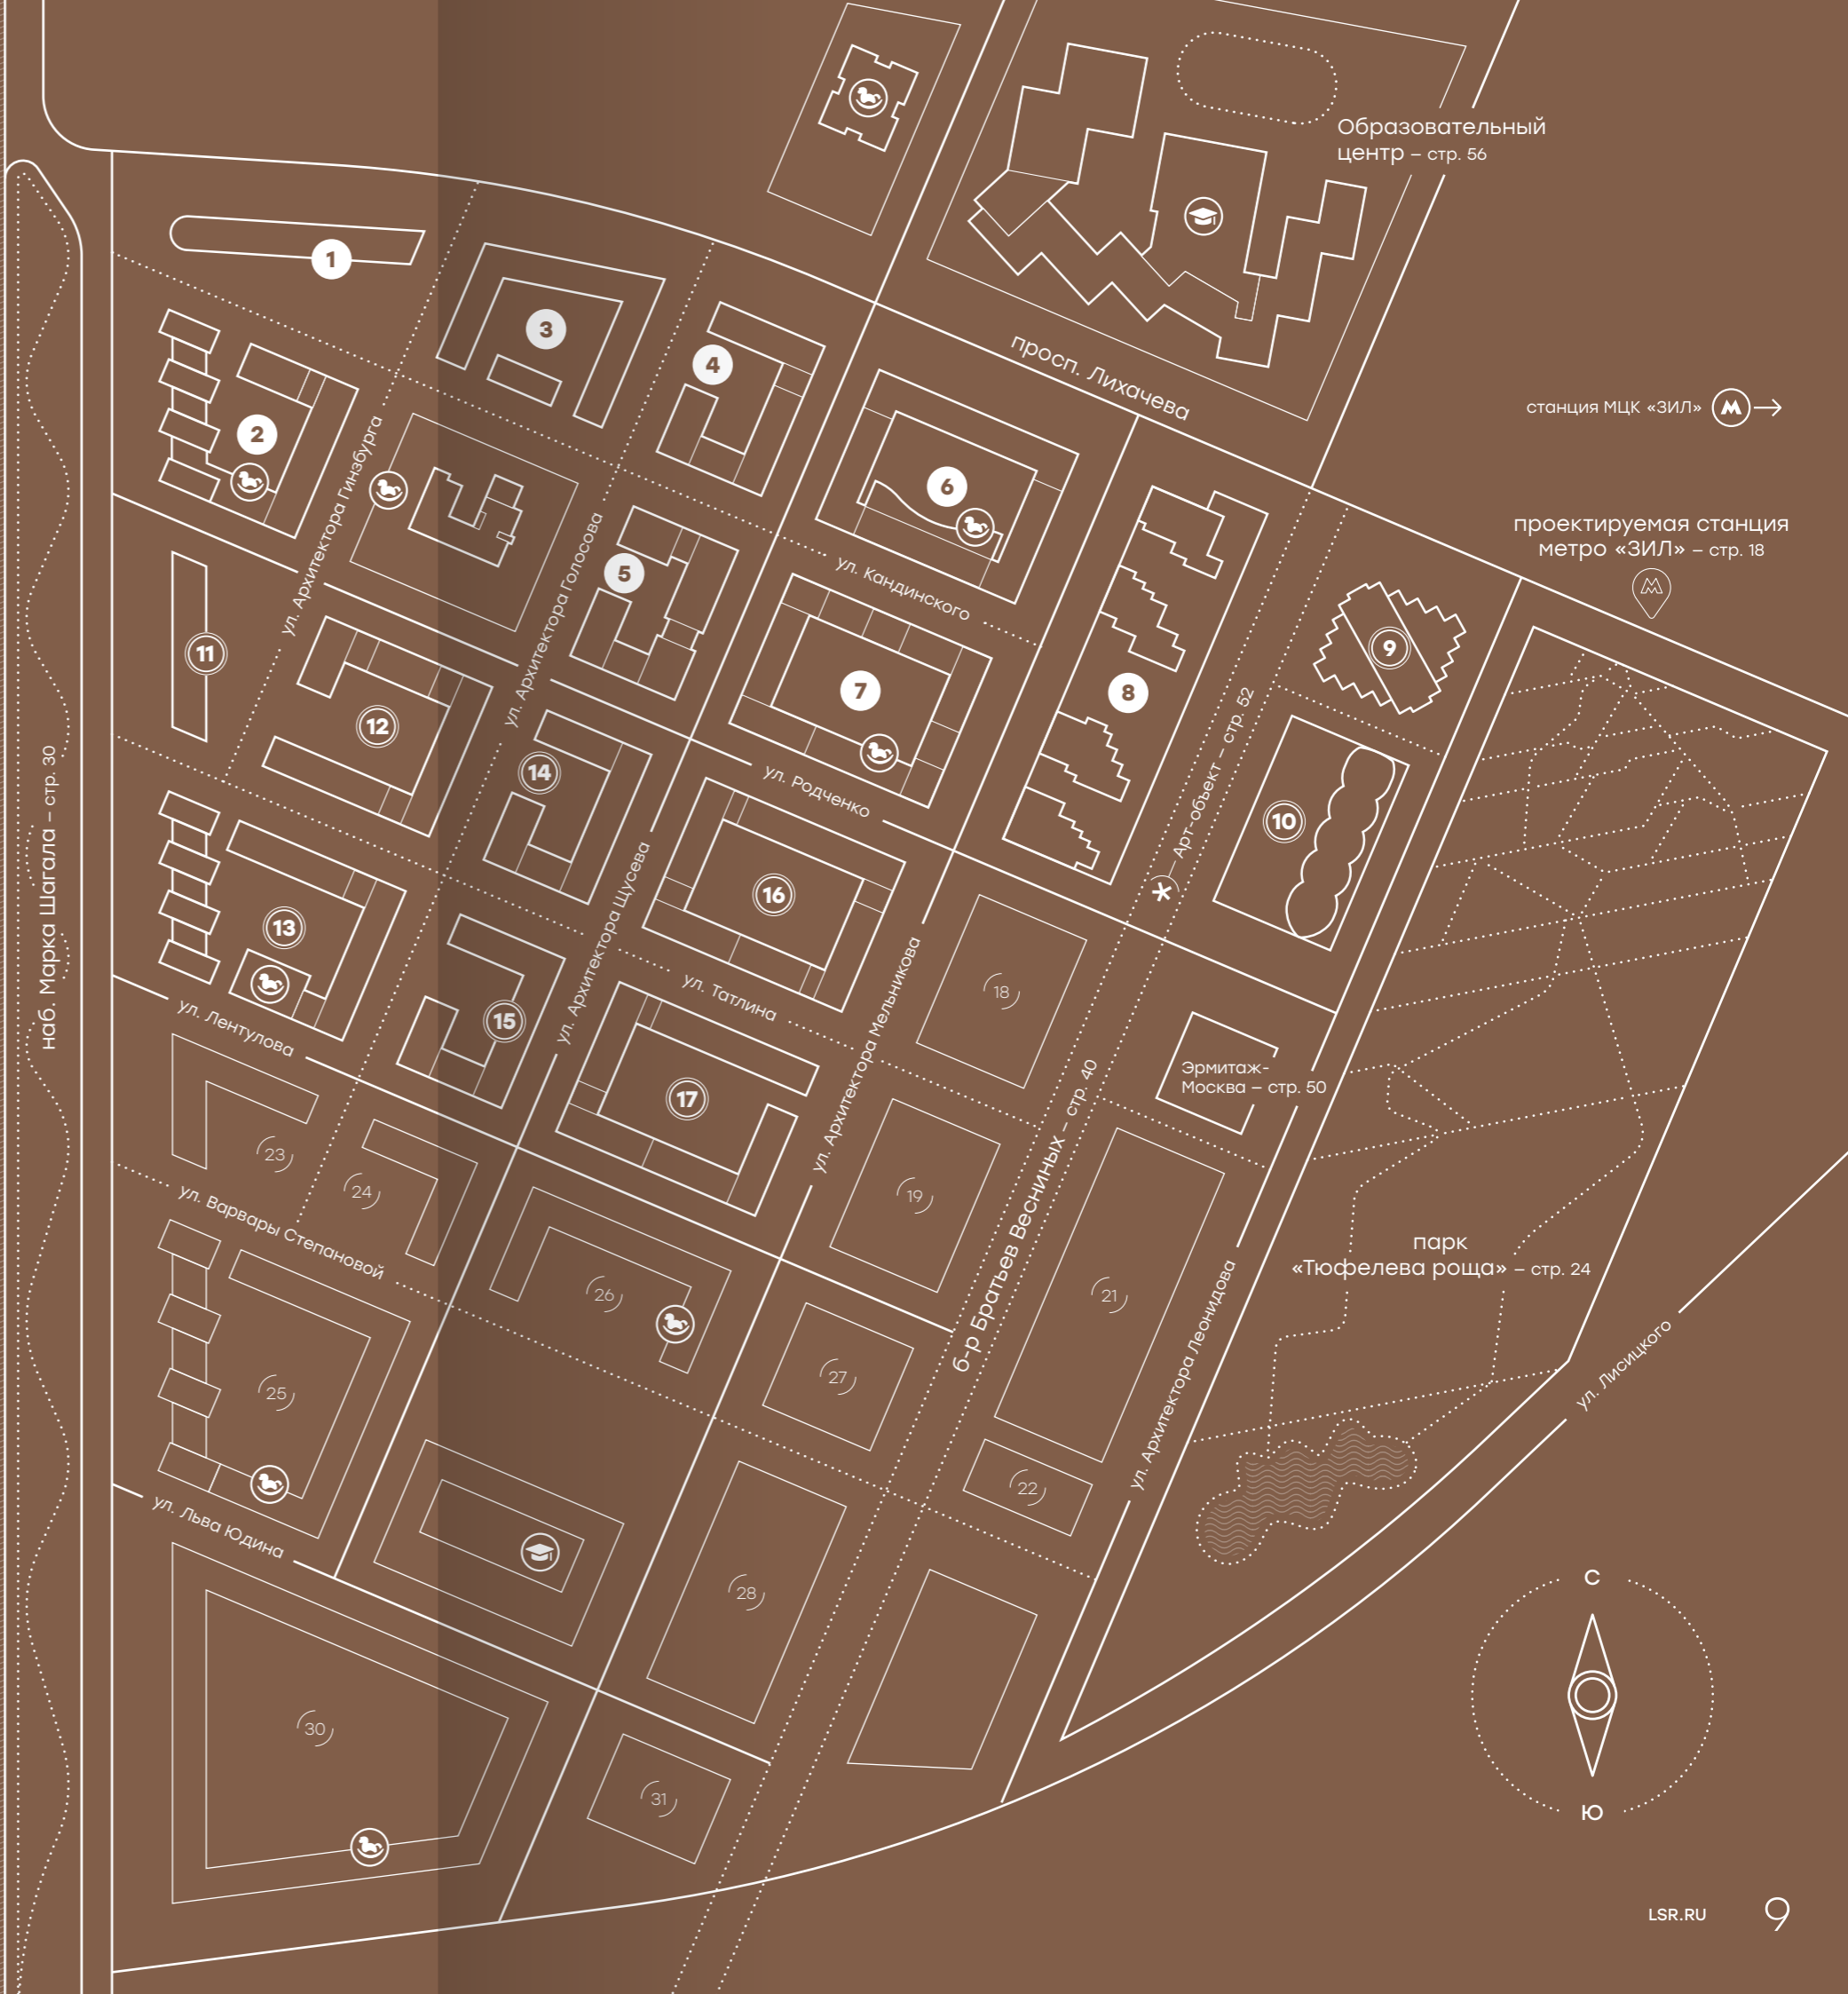 Образовательный
центр – стр. 56
1
3
4
просп. Лихачева
станция МЦК «ЗИЛ»
2
6
проектируемая станция
метро «ЗИЛ» – стр. 18
ул. Архитектора Гинзбурга
ул. Архитектора Голосова
5
ул. Кандинского
11
9
7
8
12
14
ул. Родченко
Арт-объект – стр. 52
10
наб. Марка Шагала – стр. 30
13
16
ул. Архитектора Щусева
ул. Татлина
ул. Архитектора Мельникова
18
15
ул. Лентулова
17
Эрмитаж-
Москва – стр. 50
23
24
19
ул. Варвары Степановой
б-р Братьев Весниных – стр. 40
парк
«Тюфелева роща» – стр. 24
26
21
ул. Архитектора Леонидова
ул. Лисицкого
25
27
22
ул. Льва Юдина
28
С
30
31
Ю
LSR.RU
9